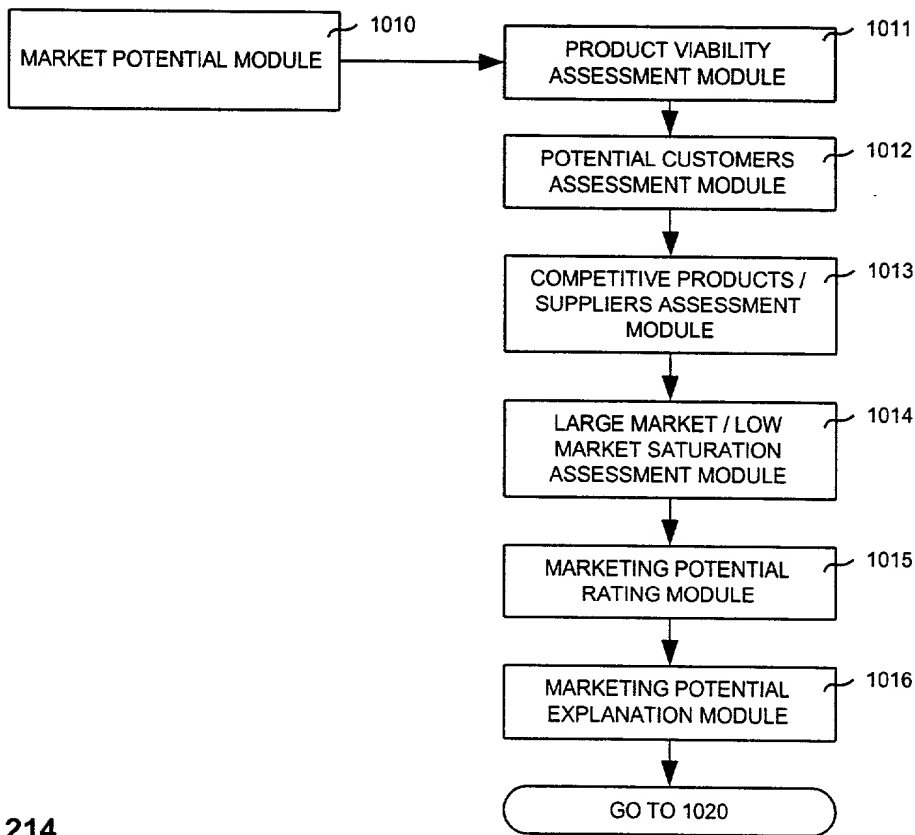 MARKET POTENTIAL MODULE
1010
PRODUCT VIABILITY
ASSESSMENT MODULE
1011
POTENTIAL CUSTOMERS
ASSESSMENT MODULE
1012
COMPETITIVE PRODUCTS /
SUPPLIERS ASSESSMENT
MODULE
1013
LARGE MARKET / LOW
MARKET SATURATION
ASSESSMENT MODULE
1014
MARKETING POTENTIAL
RATING MODULE
1015
MARKETING POTENTIAL
EXPLANATION MODULE
1016
GO TO 1020
214